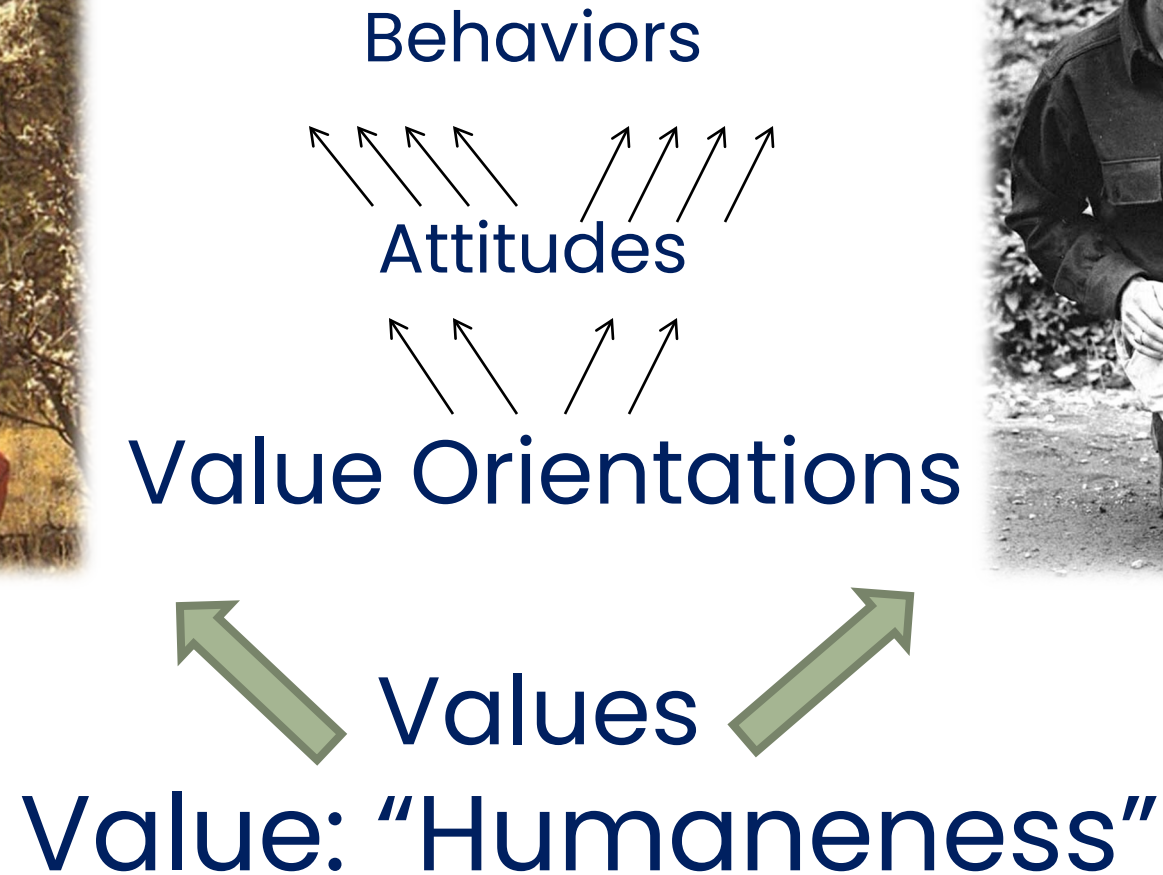 Behaviors
Attitudes
Value Orientations
Values
Value: “Humaneness”